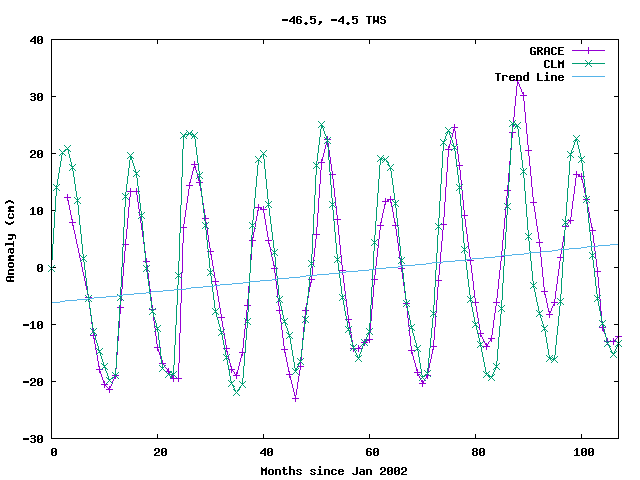 -46.5, -4.5 TWS
GRACE
CLM
Trend Line
40
30
20
10
0
-10
-20
-30
Anomaly (cm)
0 20 40 60 80 100
Months since Jan 2002